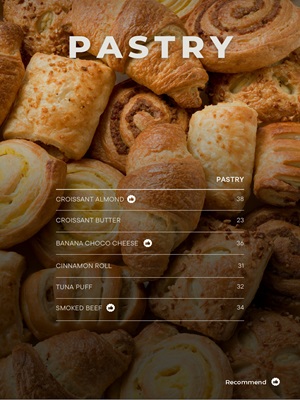 PASTRY
PASTRY
CROISSANT ALMOND 38
CROISSANT BUTTER 23
BANANA CHOCO CHEESE 36
CINNAMON ROLL 31
TUNA PUFF 32
SMOKED BEEF 34
Recommend